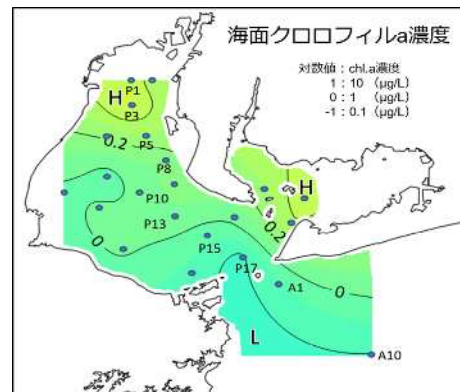 海面クロロフィルa濃度
対数値：chl.a濃度
1：10 （μg/L）
0：1 （μg/L）
-1：0.1（μg/L）
P1
H
P3
0.2
P5
P8
P10
H
P13
0.2
0
P15
P17
A1
0
L
A10